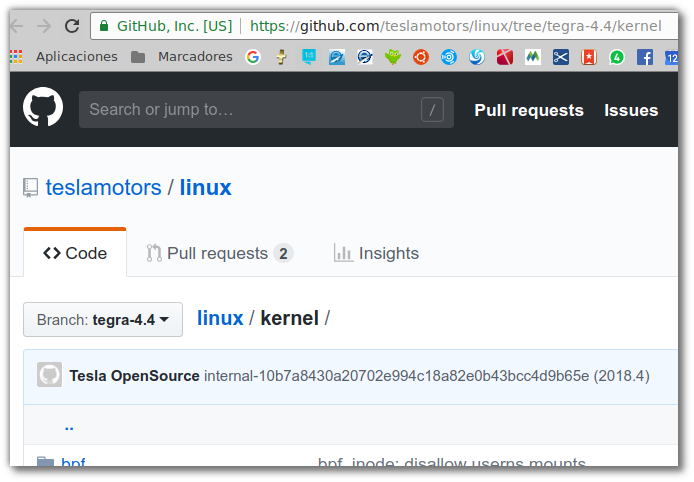 GitHub, Inc. [US] https://github.com/teslamotors/linux/tree/tegra-4.4/kernel
Aplicaciones Marcadores
Search or jump to… / Pull requests Issues
teslamotors / linux
Code Pull requests 2 Insights
Branch: tegra-4.4 linux / kernel /
Tesla OpenSource internal-10b7a8430a20702e994c18a82e0b43bcc4d9b65e (2018.4)
..
bpf bpf, inode: disallow userns mounts